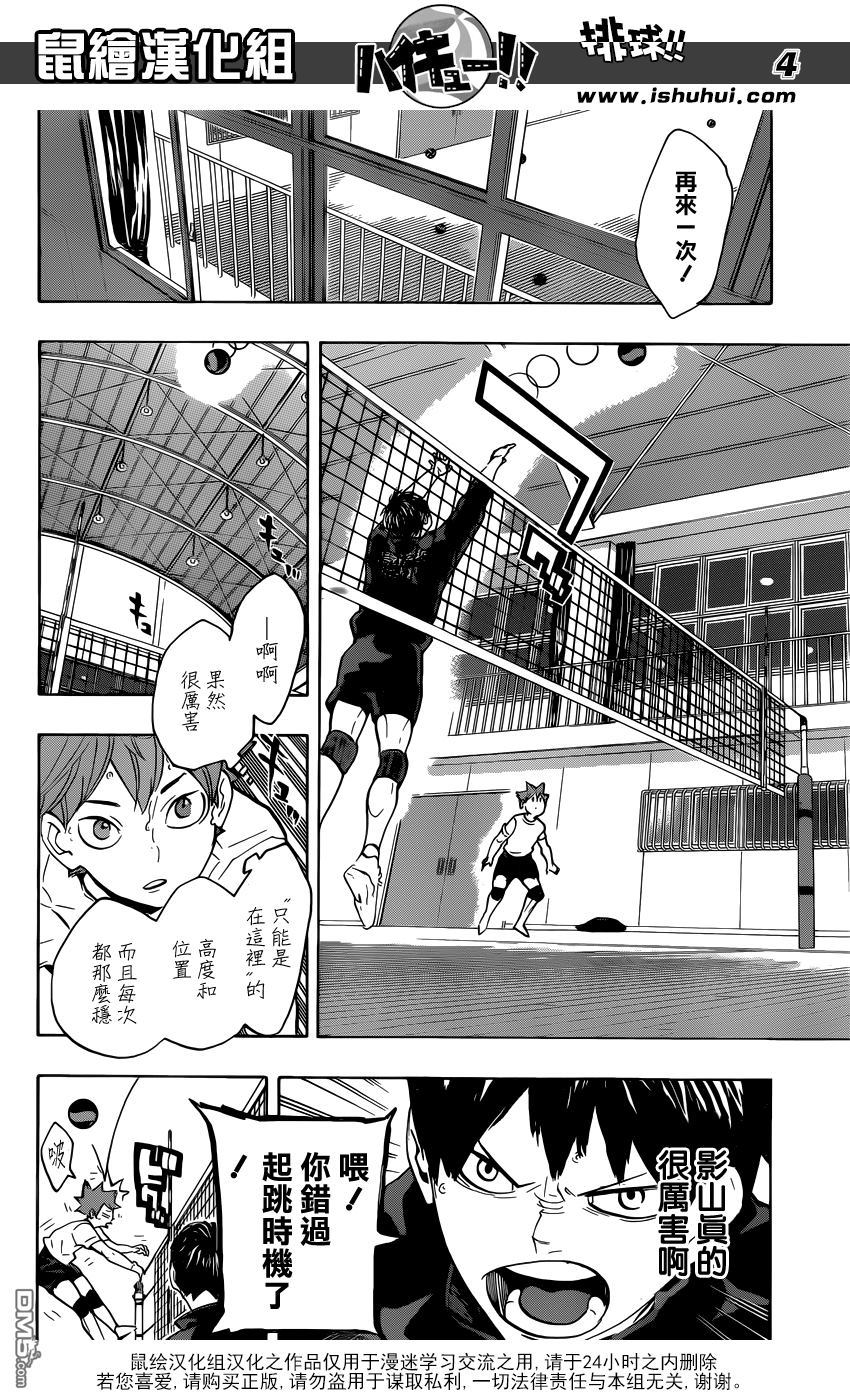 鼠繪漢化組
ハイキュー!!
排球!!
4
www.ishuhui.com
再來一次！
キュッ
キュ
—啊啊
果然
很厲害
“只能是
在這裡”的
高度和
位置
而且每次
都那麼穩
影山真的
很厲害啊
喂！
你錯過
起跳時機了
！
啵
鼠绘汉化组汉化之作品仅用于漫迷学习交流之用, 请于24小时之内删除
若您喜爱, 请购买正版, 请勿盗用于谋取私利, 一切法律责任与本组无关, 谢谢。